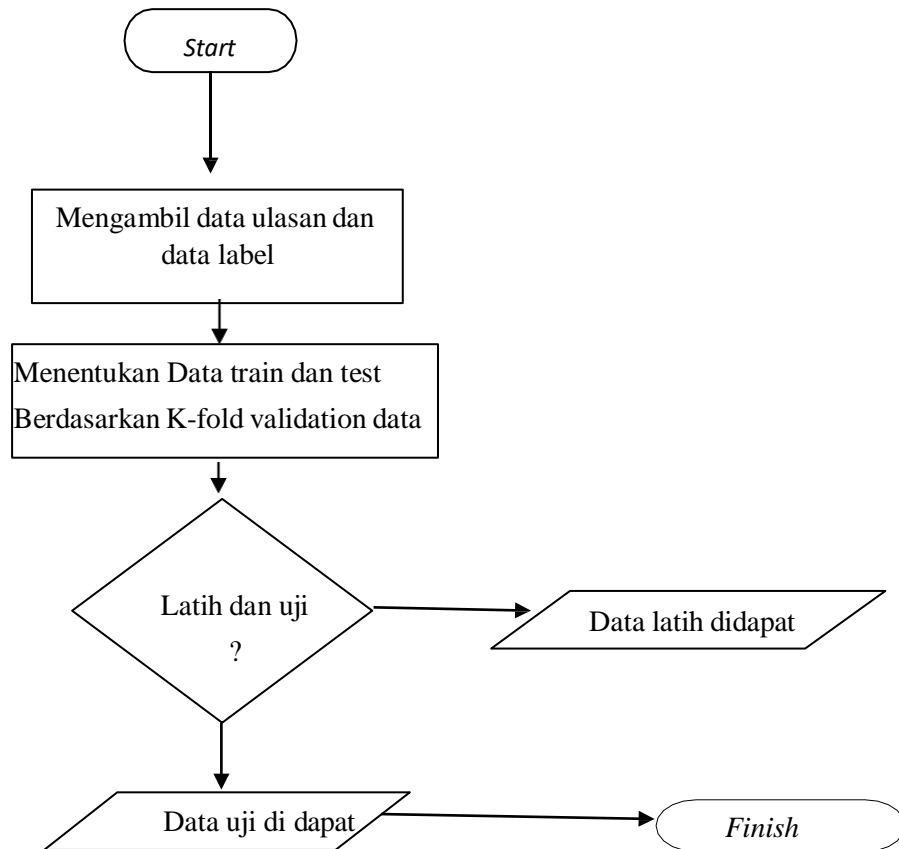 Start
Mengambil data ulasan dan
data label
Menentukan Data train dan test
Berdasarkan K-fold validation data
Latih dan uji
?
Data latih didapat
Data uji di dapat
Finish